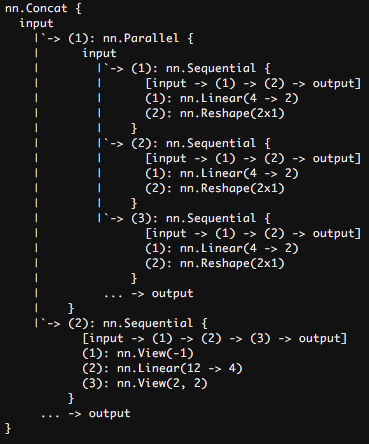 nn.Concat {
  input
    |`-> (1): nn.Parallel {
    |      input
    |        |`-> (1): nn.Sequential {
    |        |      [input -> (1) -> (2) -> output]
    |        |      (1): nn.Linear(4 -> 2)
    |        |      (2): nn.Reshape(2x1)
    |        |    }
    |        |`-> (2): nn.Sequential {
    |        |      [input -> (1) -> (2) -> output]
    |        |      (1): nn.Linear(4 -> 2)
    |        |      (2): nn.Reshape(2x1)
    |        |    }
    |        |`-> (3): nn.Sequential {
    |               [input -> (1) -> (2) -> output]
    |               (1): nn.Linear(4 -> 2)
    |               (2): nn.Reshape(2x1)
    |             }
    |         ... -> output
    |    }
    |`-> (2): nn.Sequential {
           [input -> (1) -> (2) -> (3) -> output]
           (1): nn.View(-1)
           (2): nn.Linear(12 -> 4)
           (3): nn.View(2, 2)
         }
     ... -> output
}